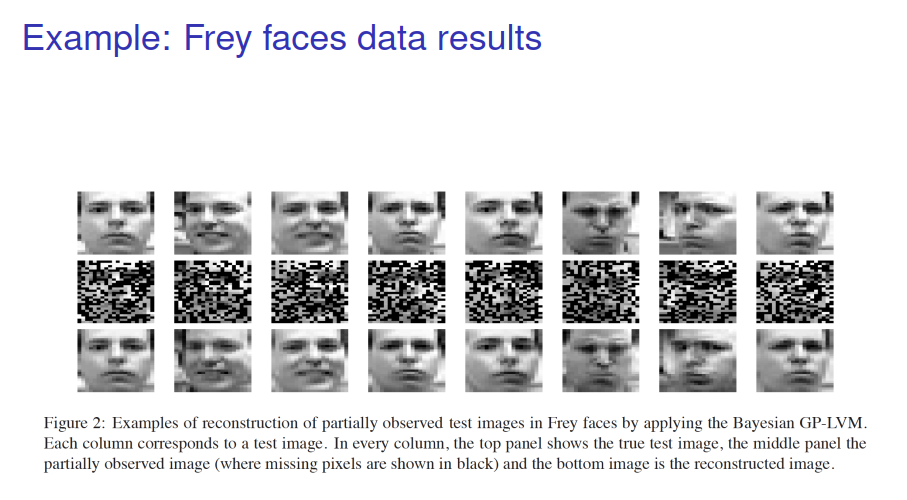 Example: Frey faces data results
Figure 2: Examples of reconstruction of partially observed test images in Frey faces by applying the Bayesian GP-LVM.
Each column corresponds to a test image. In every column, the top panel shows the true test image, the middle panel the
partially observed image (where missing pixels are shown in black) and the bottom image is the reconstructed image.